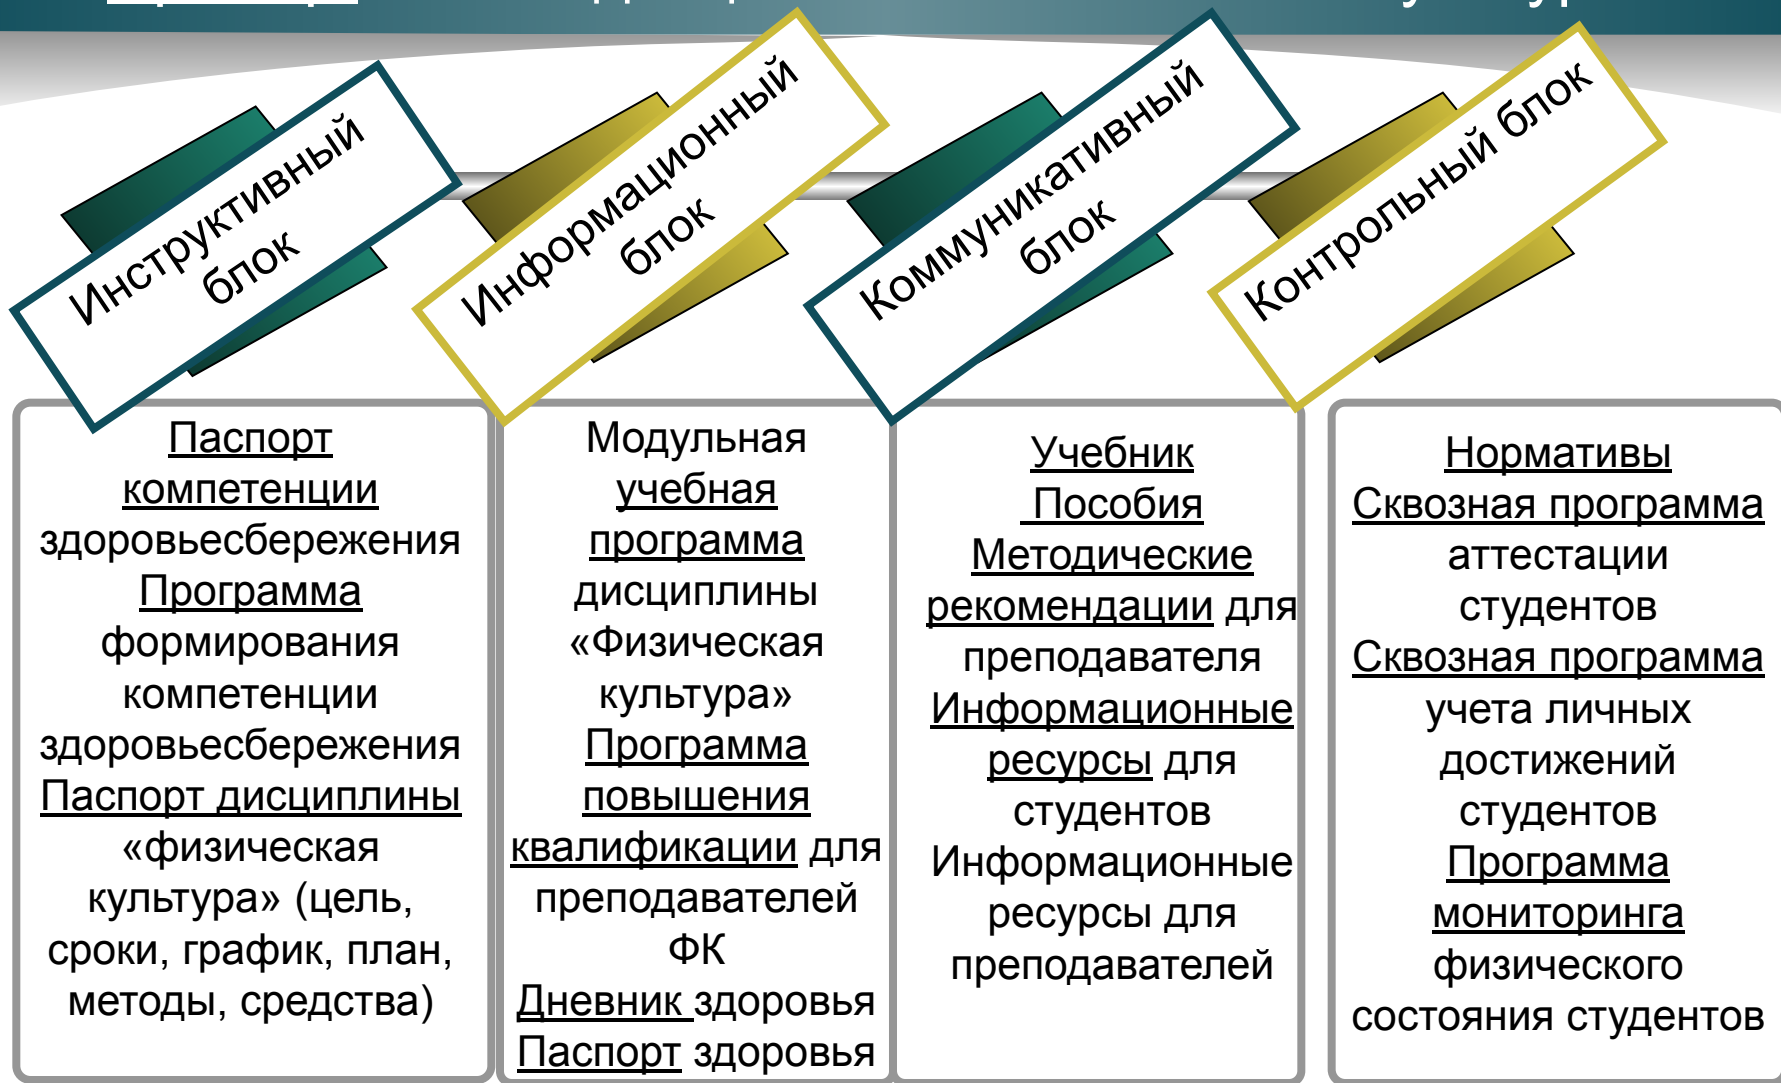 Инструктивный
блок
Информационный
блок
Коммуникативный
блок
Контрольный блок
Паспорт
компетенции
здоровьесбережения
Программа
формирования
компетенции
здоровьесбережения
Паспорт дисциплины
«физическая
культура» (цель,
сроки, график, план,
методы, средства)
Модульная
учебная
программа
дисциплины
«Физическая
культура»
Программа
повышения
квалификации для
преподавателей
ФК
Дневник здоровья
Паспорт здоровья
Учебник
Пособия
Методические
рекомендации для
преподавателя
Информационные
ресурсы для
студентов
Информационные
ресурсы для
преподавателей
Нормативы
Сквозная программа
аттестации
студентов
Сквозная программа
учета личных
достижений
студентов
Программа
мониторинга
физического
состояния студентов